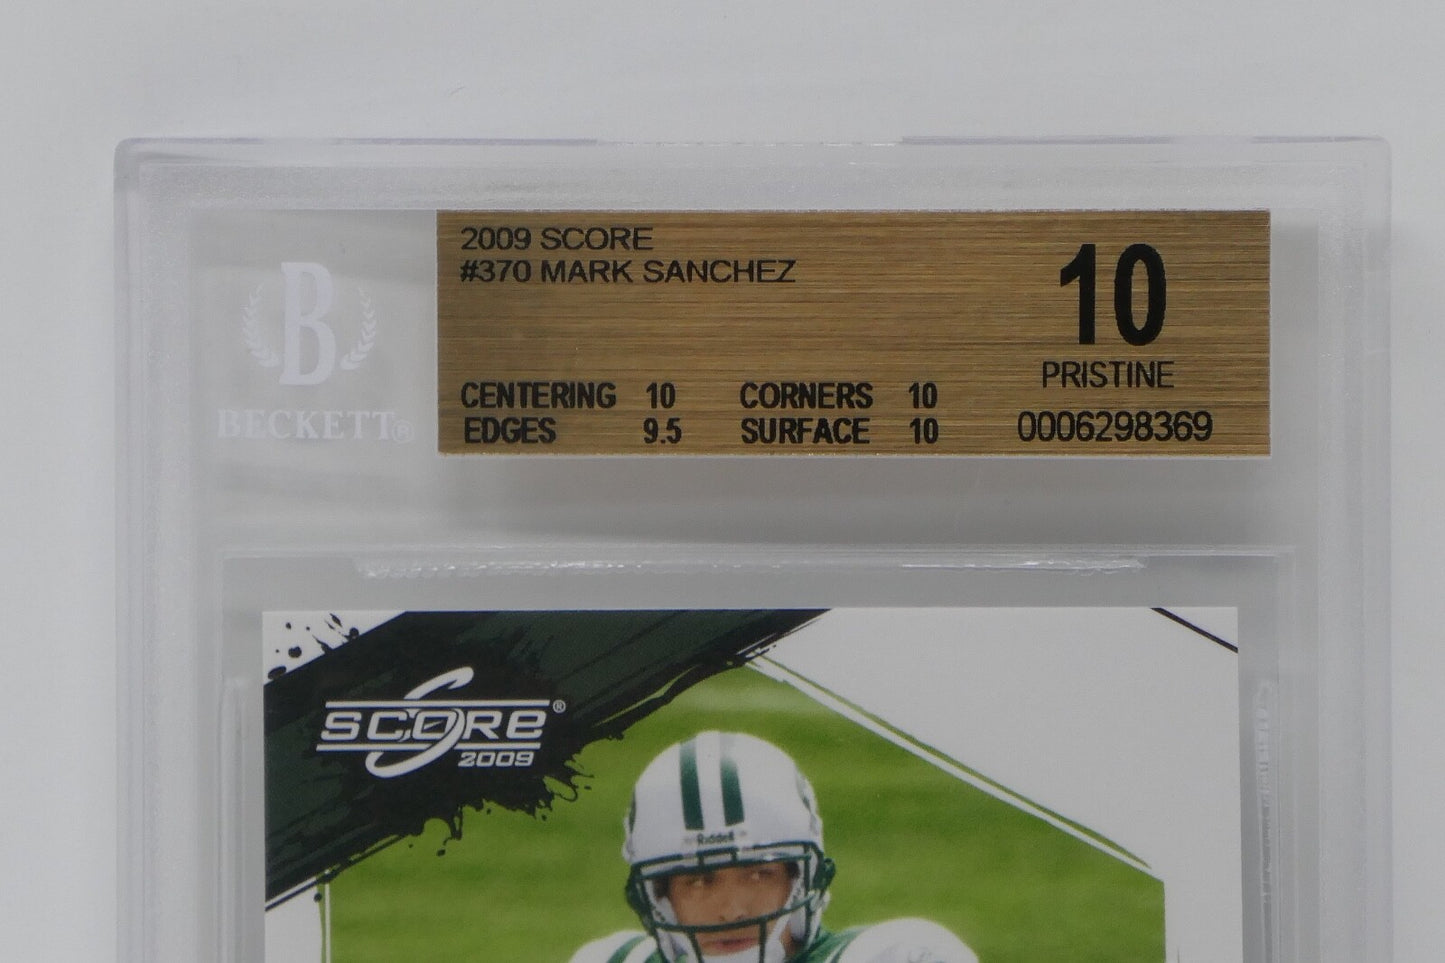 2009 SCORE
#370 MARK SANCHEZ
10
PRISTINE
CENTERING 10 CORNERS 10
EDGES 9.5 SURFACE 10
0006298369
B
BECKETT®
SCORE®
2009
Riddell